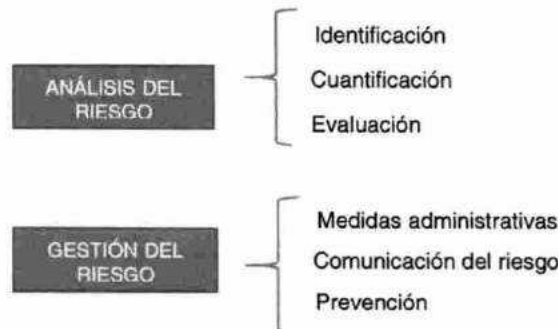 ANÁLISIS DEL
RIESGO
Identificación
Cuantificación
Evaluación
GESTIÓN DEL
RIESGO
Medidas administrativas
Comunicación del riesgo
Prevención